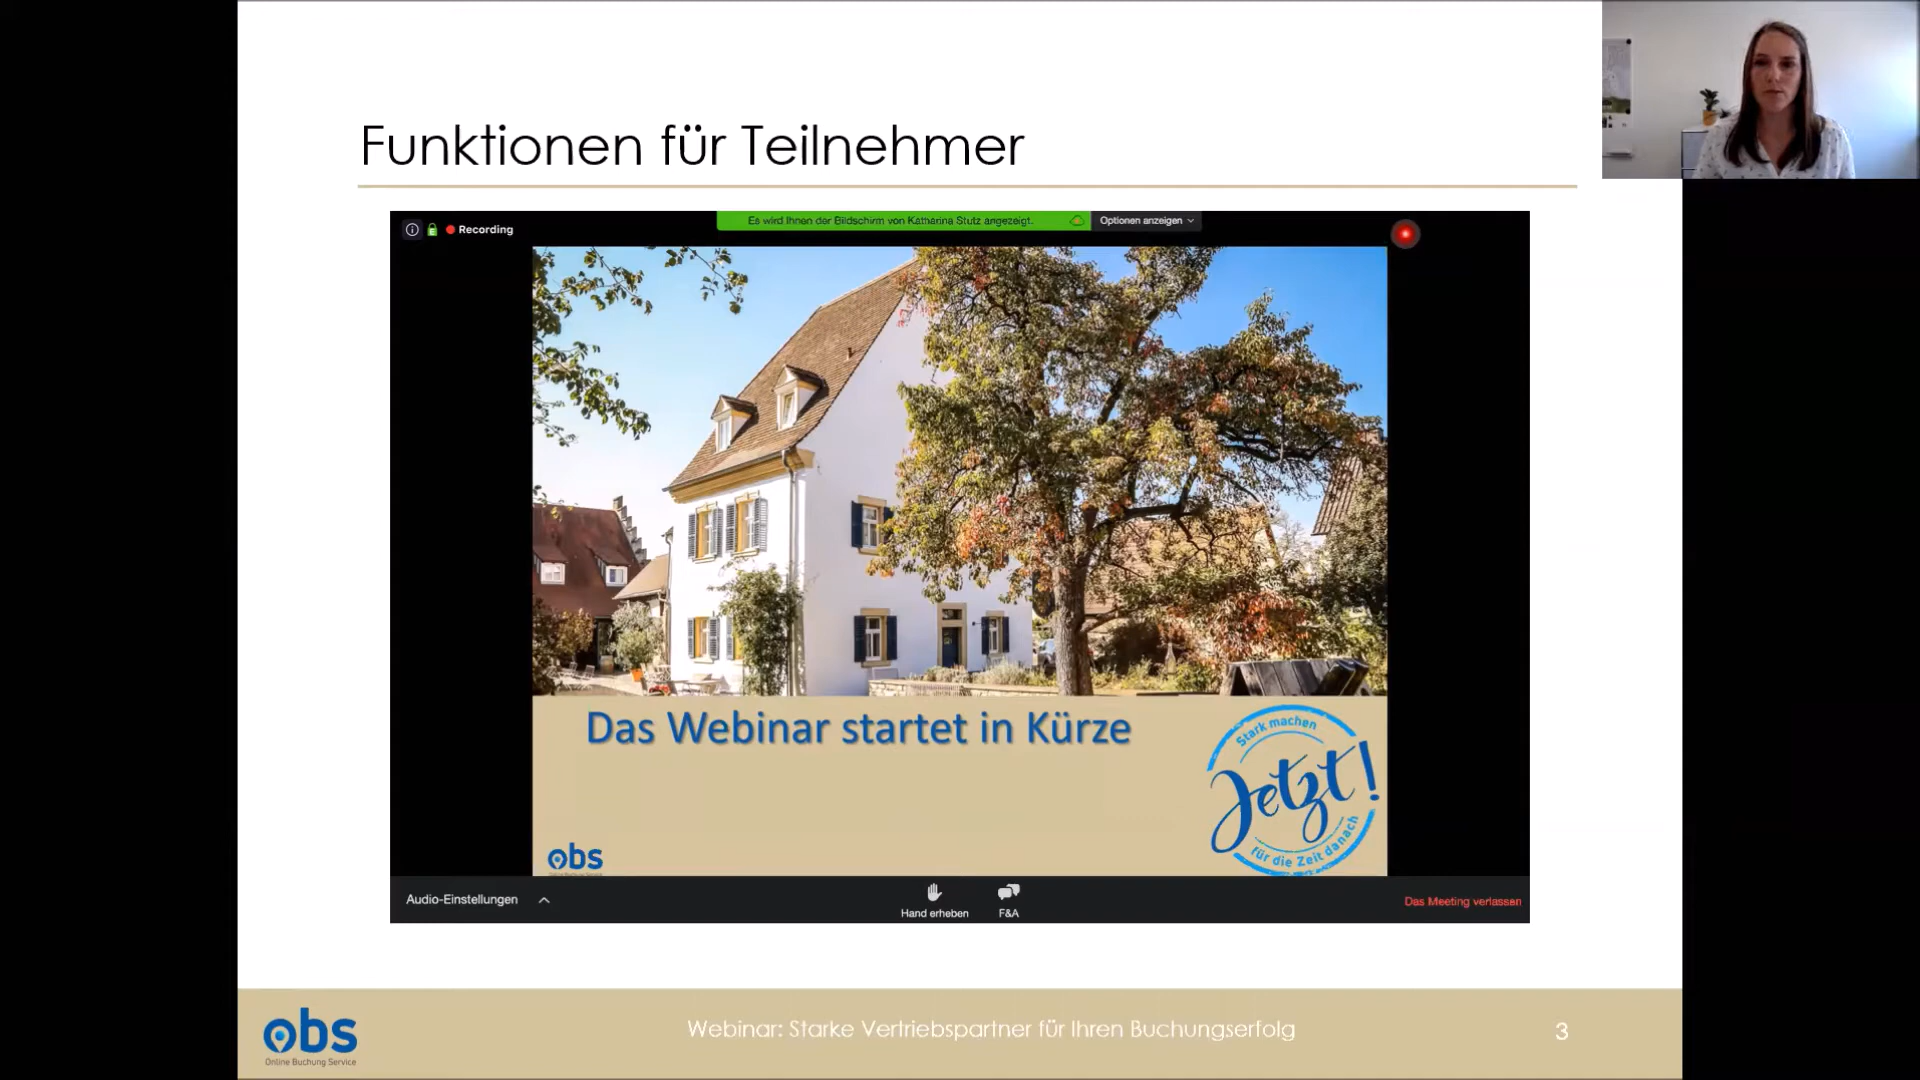 Funktionen für Teilnehmer
Recording
Es wird Ihnen der Bildschirm von Katharina Stutz angezeigt.
Optionen anzeigen
Das Webinar startet in Kürze
Stark machen
Jetzt!
für die Zeit danach
obs
Online Buchung Service
Audio-Einstellungen
Hand erheben
F&A
Das Meeting verlassen
obs
Online Buchung Service
Webinar: Starke Vertriebspartner für Ihren Buchungserfolg
3